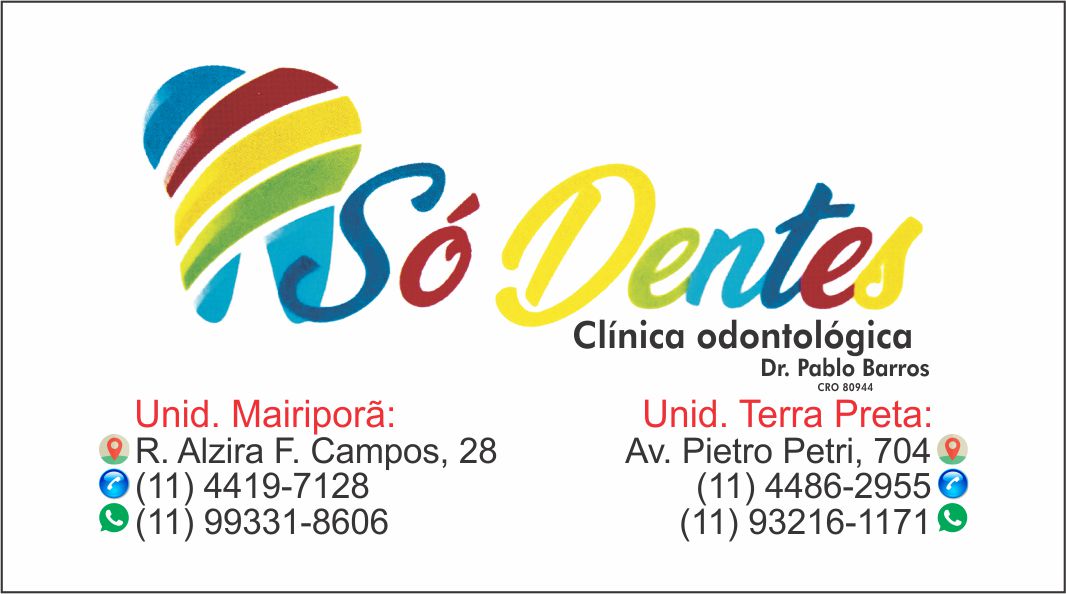 Só Dentes
Clínica odontológica
Dr. Pablo Barros
CRO 80944
Unid. Mairiporã:
R. Alzira F. Campos, 28
(11) 4419-7128
(11) 99331-8606
Unid. Terra Preta:
Av. Pietro Petri, 704
(11) 4486-2955
(11) 93216-1171